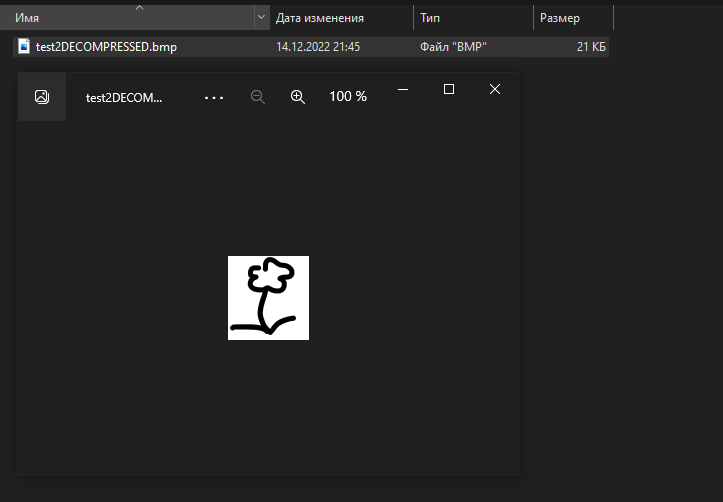 Имя Дата изменения Тип Размер
test2DECOMPRESSED.bmp 14.12.2022 21:45 Файл "BMP" 21 КБ
test2DECOM... 100 %